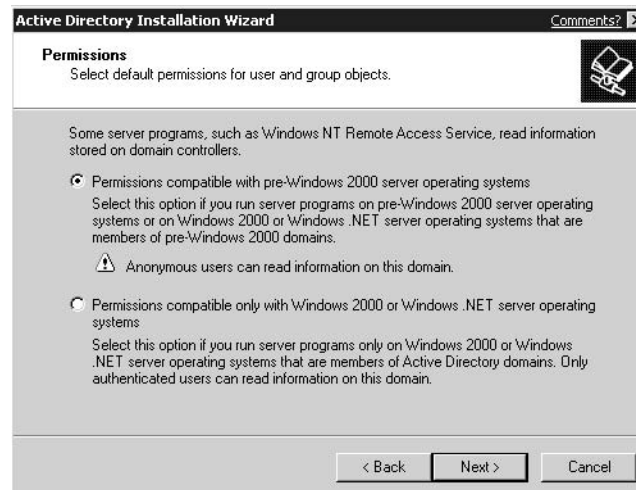 Active Directory Installation Wizard Comments?
Permissions
Select default permissions for user and group objects.
Some server programs, such as Windows NT Remote Access Service, read information
stored on domain controllers.
Permissions compatible with pre-Windows 2000 server operating systems
Select this option if you run server programs on pre-Windows 2000 server operating
systems or on Windows 2000 or Windows .NET server operating systems that are
members of pre-Windows 2000 domains.
Anonymous users can read information on this domain.
Permissions compatible only with Windows 2000 or Windows .NET server operating
systems
Select this option if you run server programs only on Windows 2000 or Windows
.NET server operating systems that are members of Active Directory domains. Only
authenticated users can read information on this domain.
< Back Next > Cancel